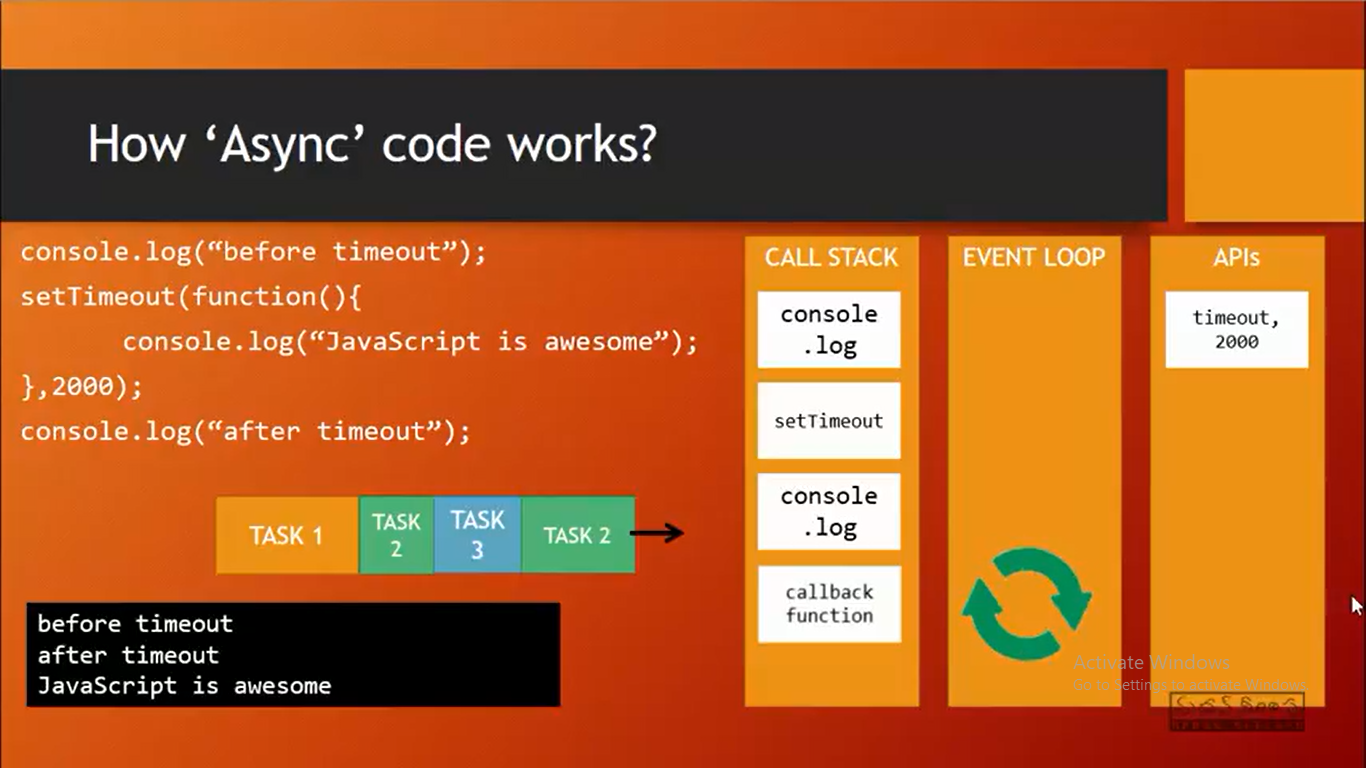 How ‘Async’ code works?
console.log(“before timeout”);
setTimeout(function(){
console.log(“JavaScript is awesome”);
},2000);
console.log(“after timeout”);
TASK 1
TASK
2
TASK
3
TASK 2
before timeout
after timeout
JavaScript is awesome
CALL STACK
console
.log
setTimeout
console
.log
callback
function
EVENT LOOP
APIs
timeout,
2000
Activate Windows
Go to Settings to activate Windows.